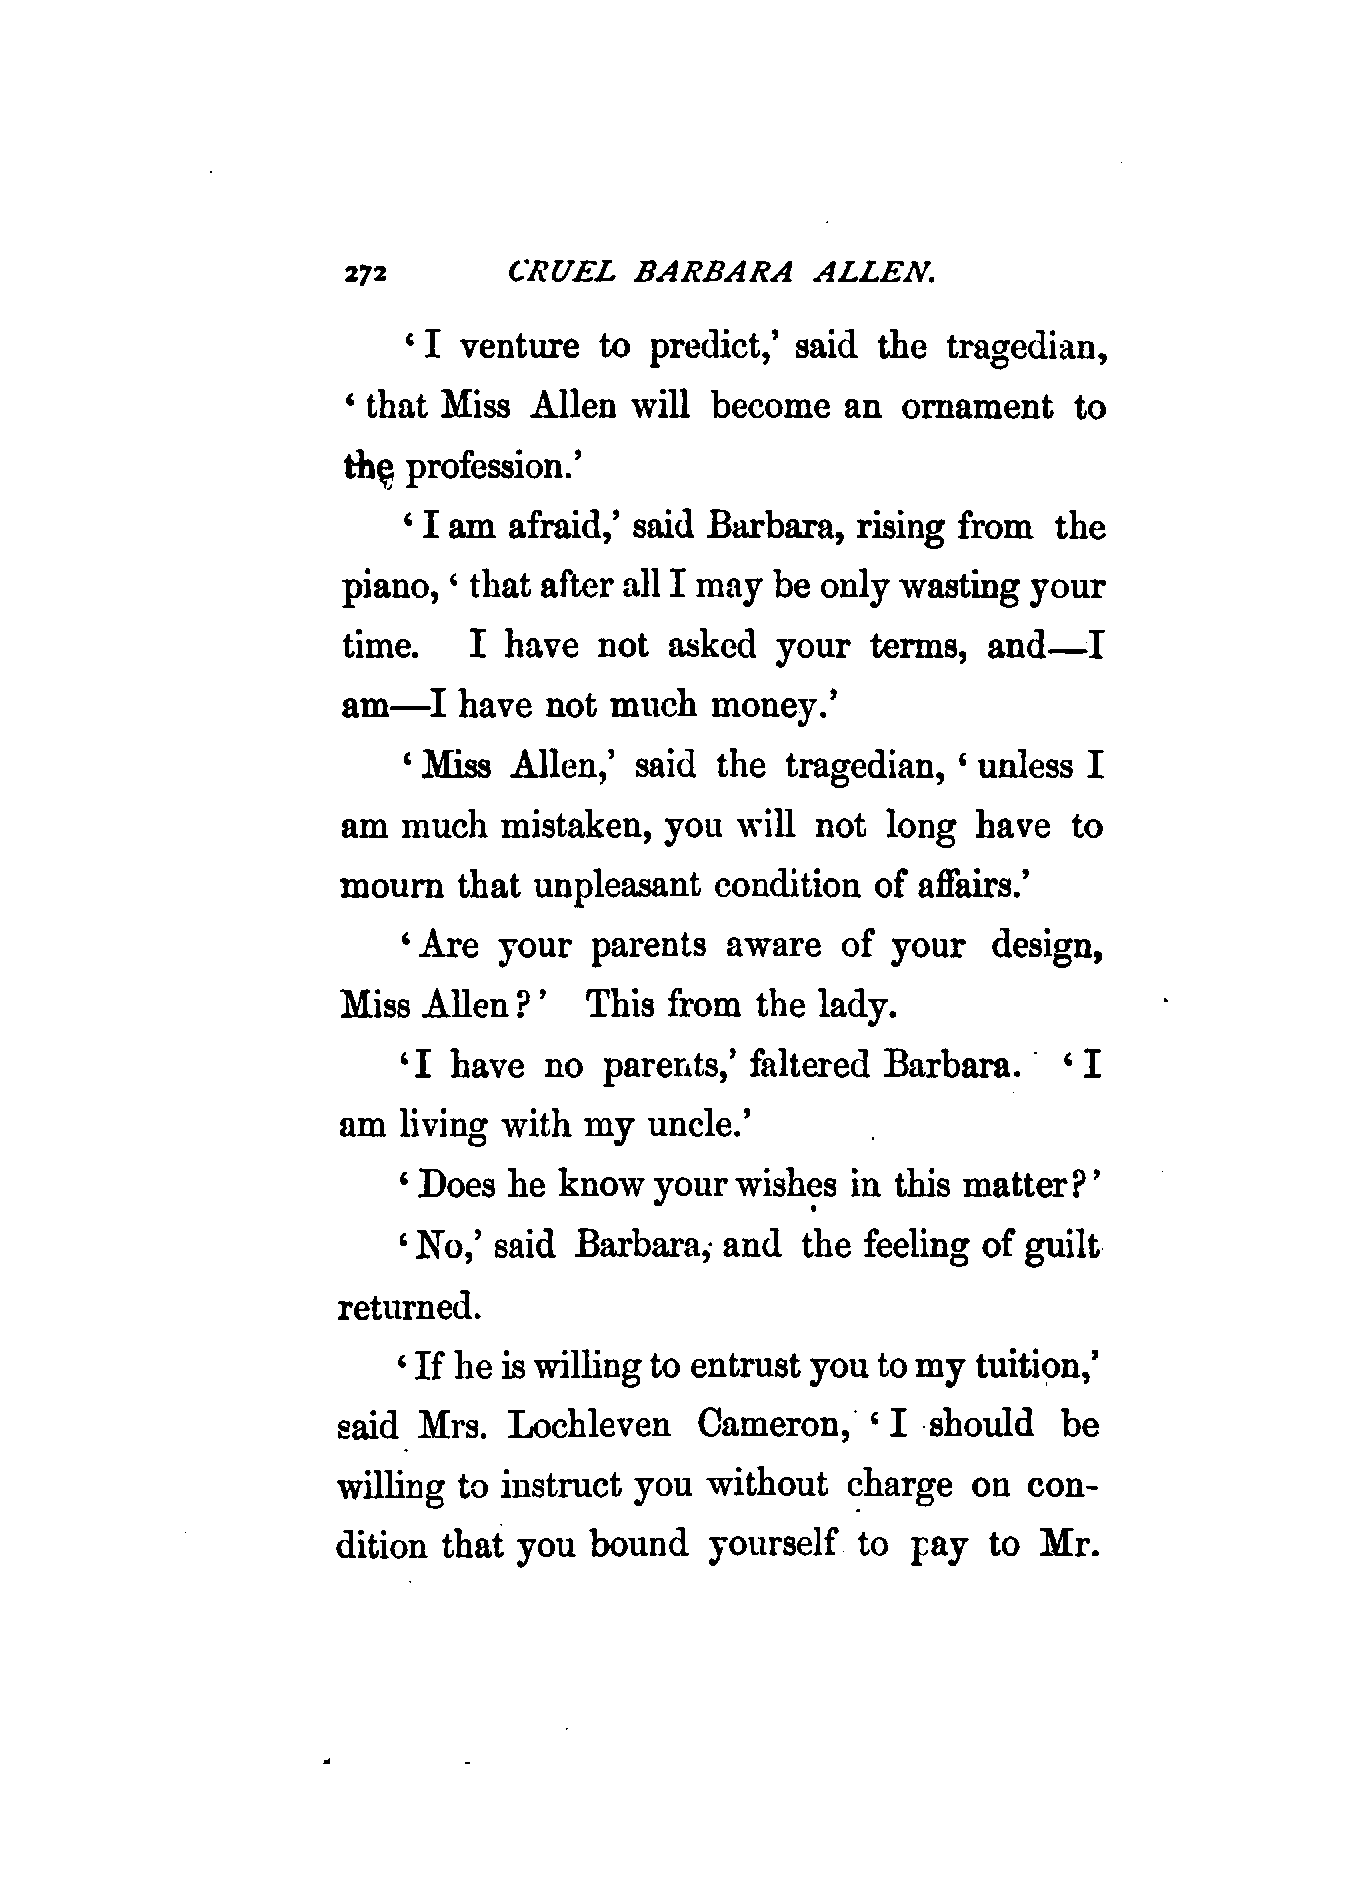 272 CRUEL BARBARA ALLEN.
‘I venture to predict,’ said the tragedian,
‘that Miss Allen will become an ornament to
the profession.’
‘I am afraid,’ said Barbara, rising from the
piano, ‘that after all I may be only wasting your
time. I have not asked your terms, and—I
am—I have not much money.’
‘Miss Allen,’ said the tragedian, ‘unless I
am much mistaken, you will not long have to
mourn that unpleasant condition of affairs.’
‘Are your parents aware of your design,
Miss Allen?’ This from the lady.
‘I have no parents,’ faltered Barbara. ‘I
am living with my uncle.’
‘Does he know your wishes in this matter?’
‘No,’ said Barbara, and the feeling of guilt
returned.
‘If he is willing to entrust you to my tuition,’
said Mrs. Lochleven Cameron, ‘I should be
willing to instruct you without charge on con-
dition that you bound yourself to pay to Mr.